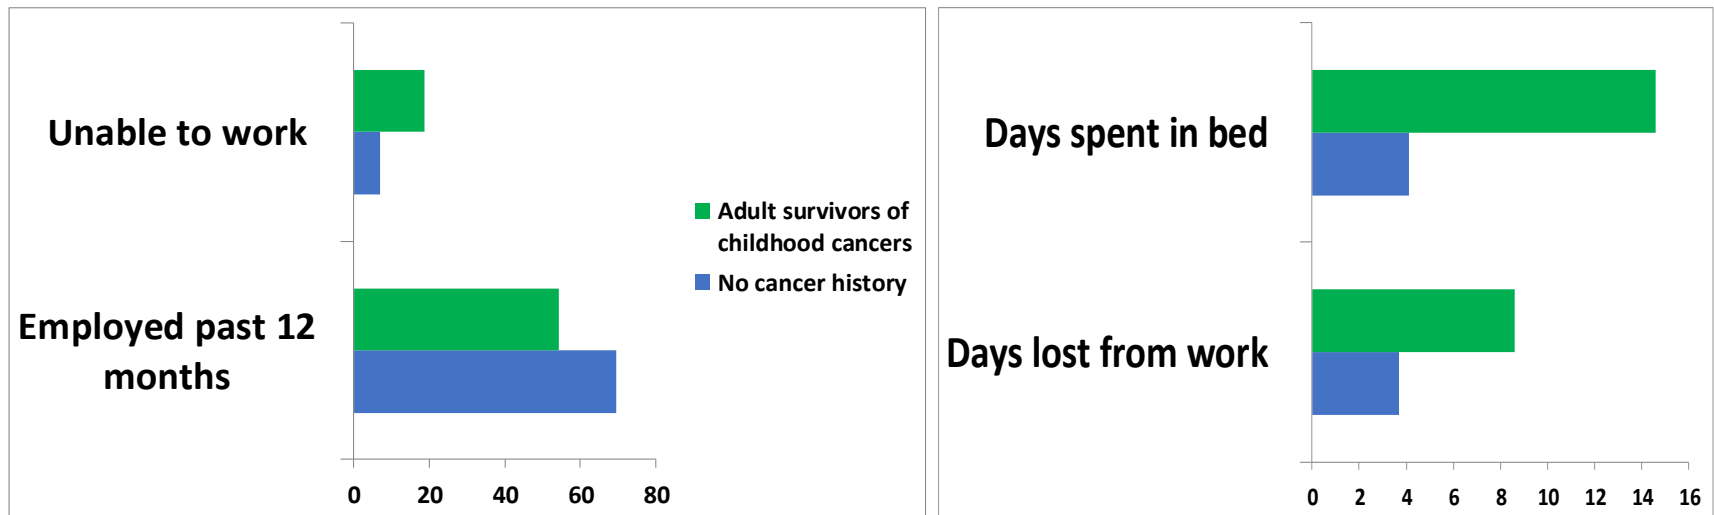 Unable to work
Employed past 12
months
0 20 40 60 80
Adult survivors of
childhood cancers
No cancer history
Days spent in bed
Days lost from work
0 2 4 6 8 10 12 14 16